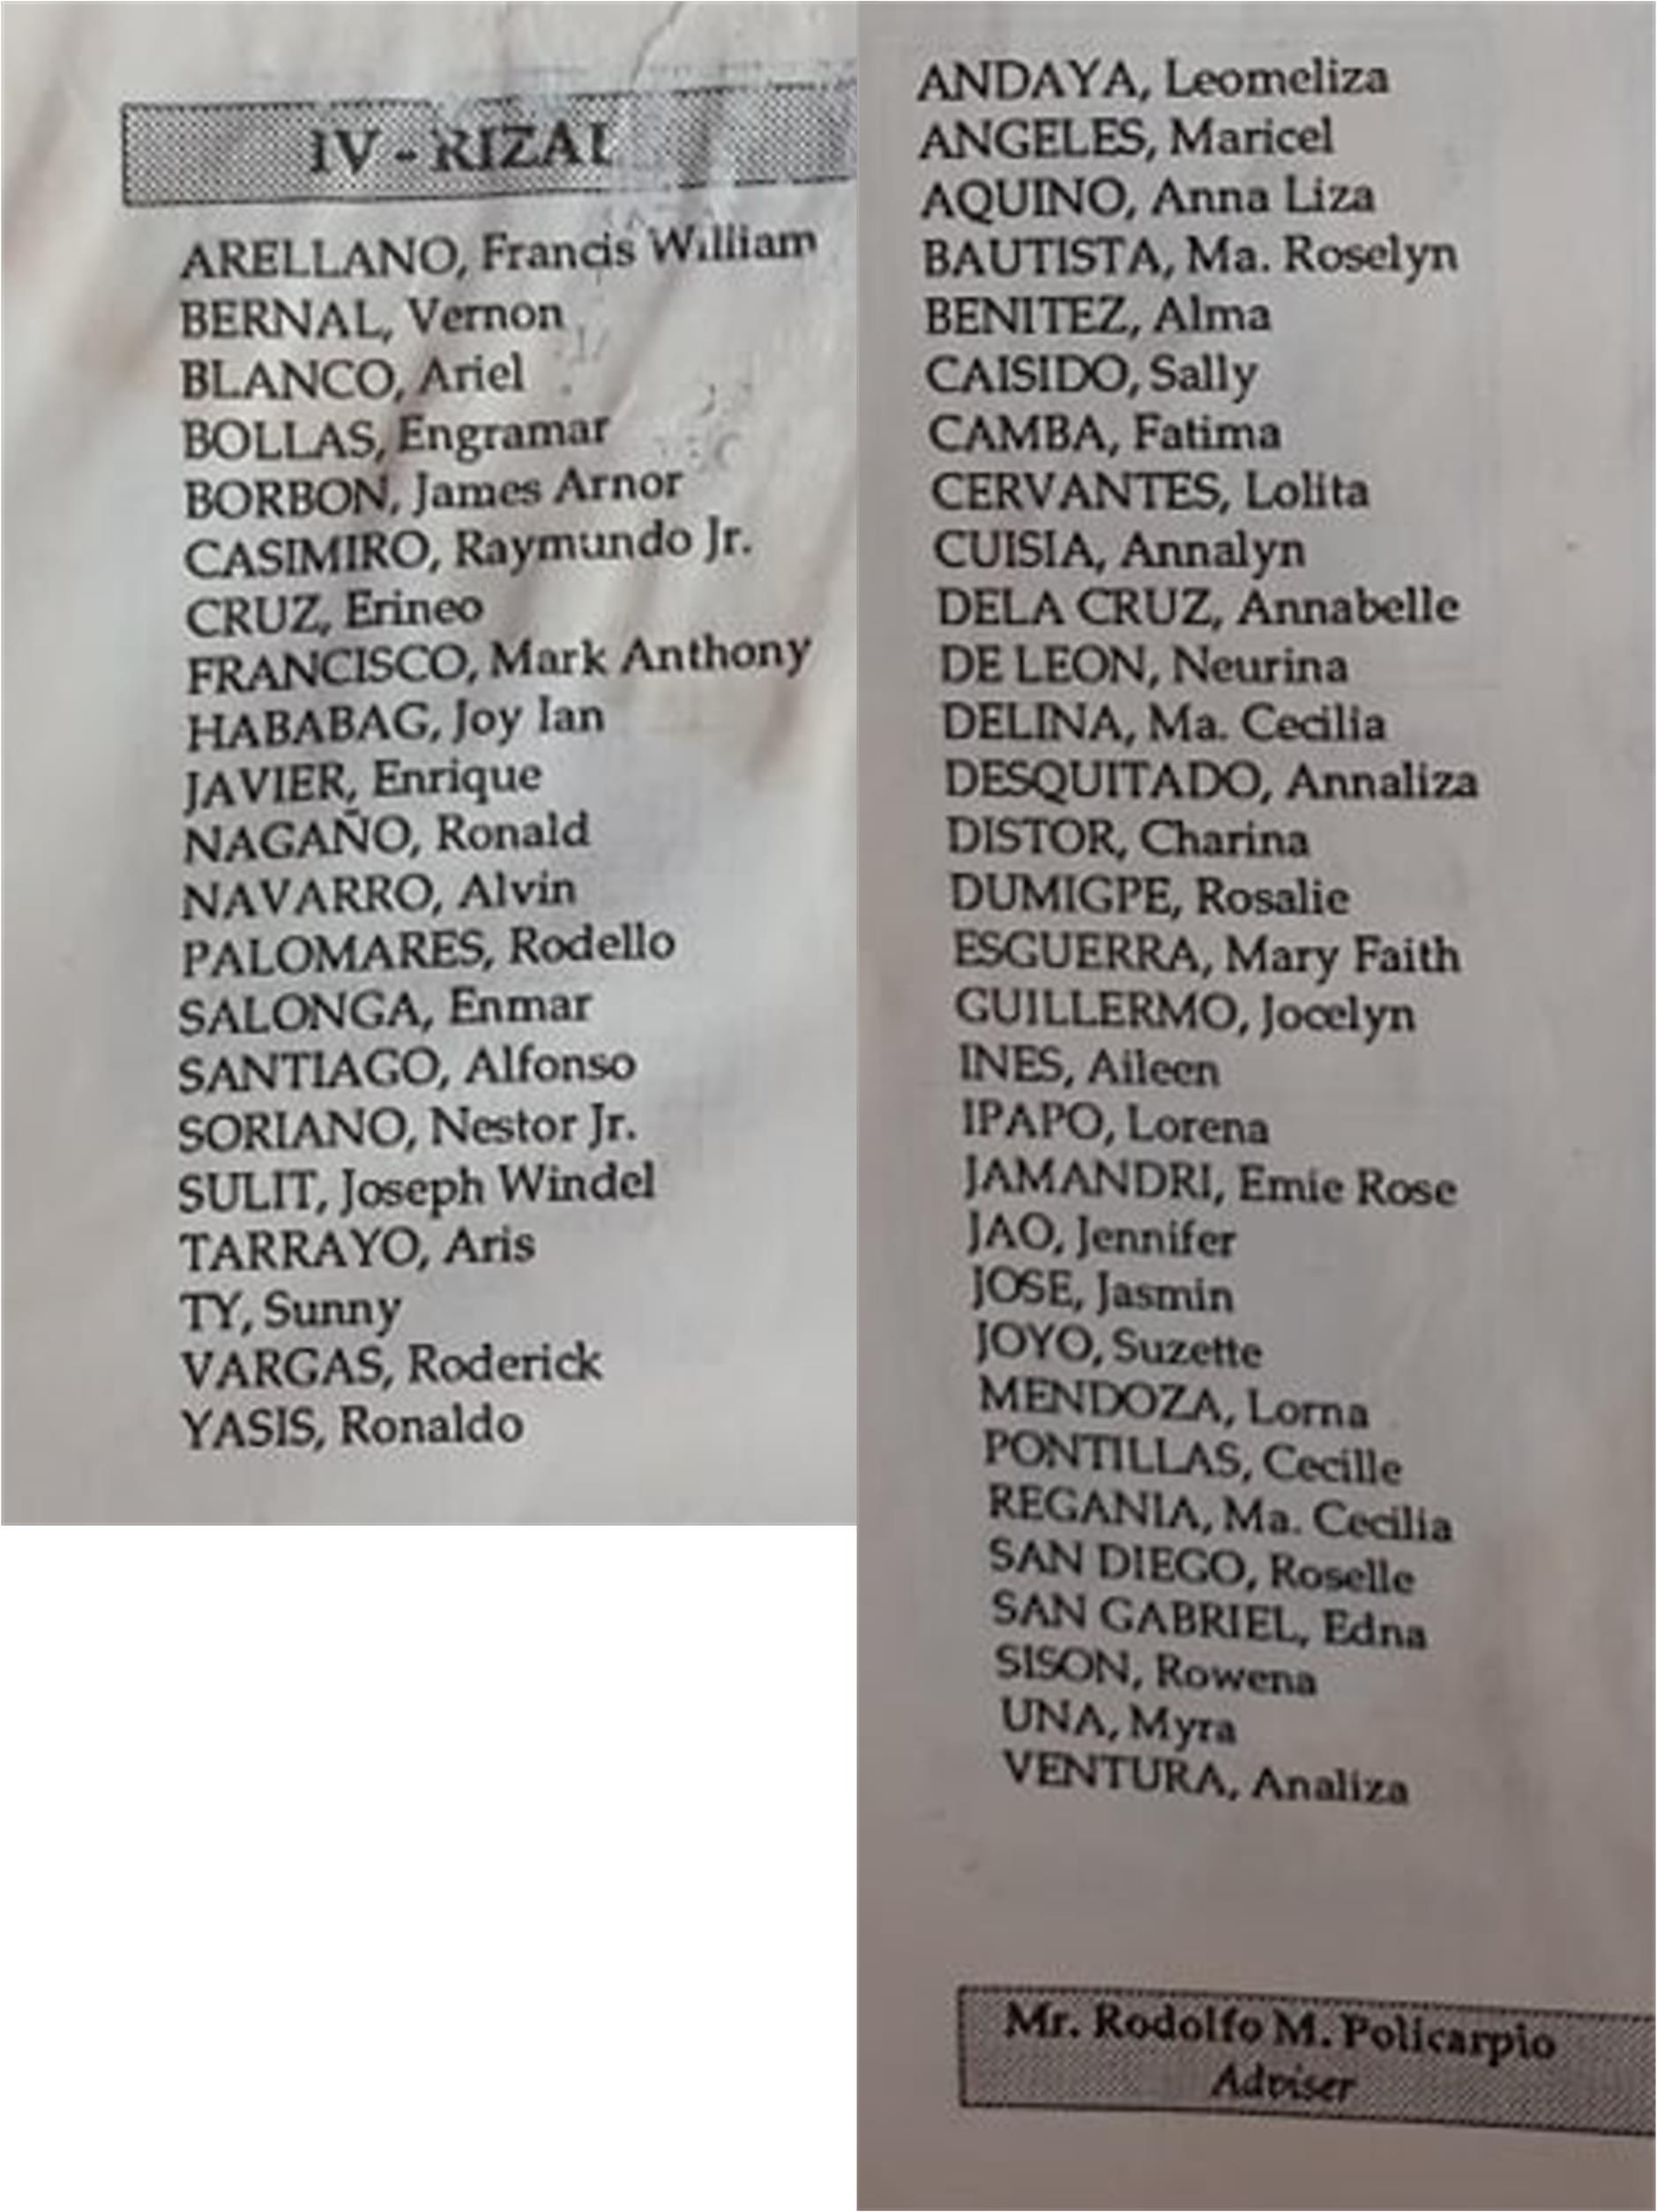 IV - RIZAL
ARELLANO, Francis William
BERNAL, Vernon
BLANCO, Ariel
BOLLAS, Engramar
BORBON, James Arnor
CASIMIRO, Raymundo Jr.
CRUZ, Erineo
FRANCISCO, Mark Anthony
HABABAG, Joy Ian
JAVIER, Enrique
NAGAÑO, Ronald
NAVARRO, Alvin
PALOMARES, Rodello
SALONGA, Enmar
SANTIAGO, Alfonso
SORIANO, Nestor Jr.
SULIT, Joseph Windel
TARRAYO, Aris
TY, Sunny
VARGAS, Roderick
YASIS, Ronaldo
ANDAYA, Leomeliza
ANGELES, Maricel
AQUINO, Anna Liza
BAUTISTA, Ma. Roselyn
BENITEZ, Alma
CAISIDO, Sally
CAMBA, Fatima
CERVANTES, Lolita
CUISIA, Annalyn
DELA CRUZ, Annabelle
DE LEON, Neurina
DELINA, Ma. Cecilia
DESQUITADO, Annaliza
DISTOR, Charina
DUMIGPE, Rosalie
ESGUERRA, Mary Faith
GUILLERMO, Jocelyn
INES, Aileen
IPAPO, Lorena
JAMANDRI, Emie Rose
JAO, Jennifer
JOSE, Jasmin
JOYO, Suzette
MENDOZA, Lorna
PONTILLAS, Cecille
REGANIA, Ma. Cecilia
SAN DIEGO, Roselle
SAN GABRIEL, Edna
SISON, Rowena
UNA, Myra
VENTURA, Analiza
Mr. Rodolfo M. Policarpio
Adviser